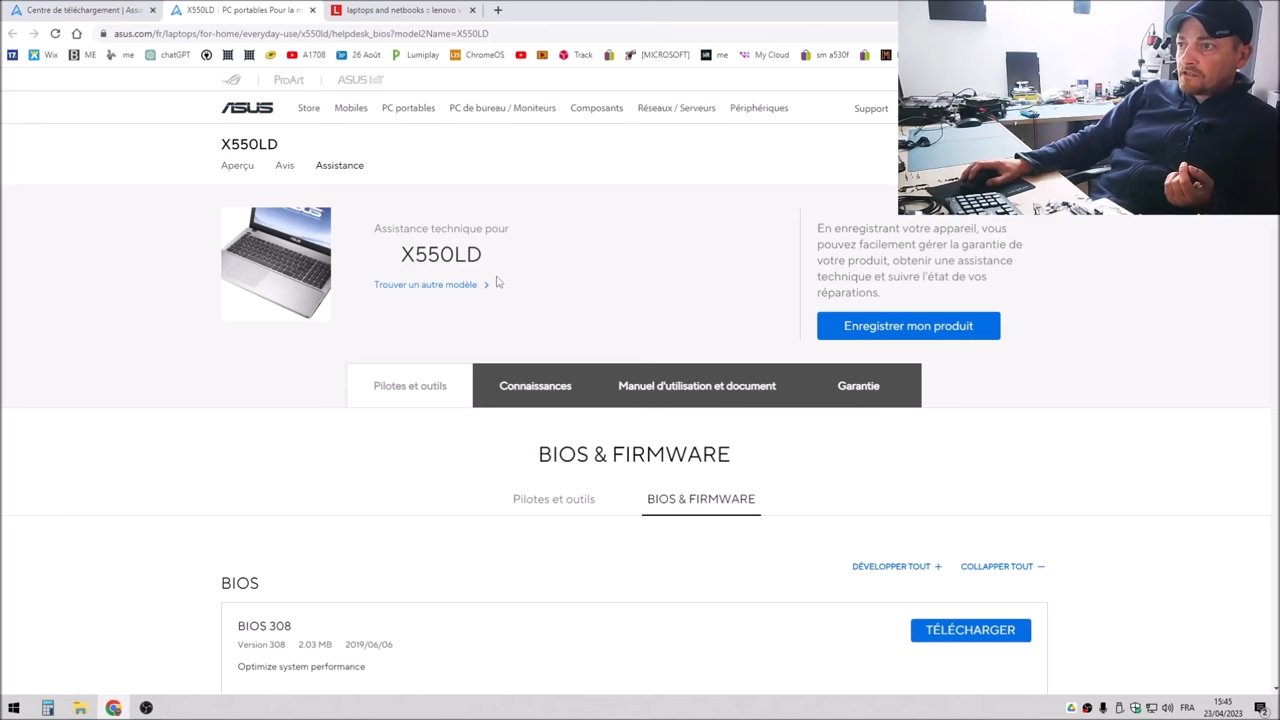 Centre de téléchargement | Assis
X550LD | PC portables Pour la m
laptops and netbooks :: lenovo
asus.com/fr/laptops/for-home/everyday-use/x550ld/helpdesk_bios?model2Name=X550LD
17 Wix ME me chatGPT A1708 26 Août Lumiplay ChromeOS Track [MICROSOFT] me My Cloud sm a530f
ProArt
ASUS
Store Mobiles PC portables PC de bureau / Moniteurs Composants Réseaux / Serveurs Périphériques Support
X550LD
Aperçu Avis Assistance
Assistance technique pour
X550LD
Trouver un autre modèle
En enregistrant votre appareil, vous
pouvez facilement gérer la garantie de
votre produit, obtenir une assistance
technique et suivre l'état de vos
réparations.
Enregistrer mon produit
Pilotes et outils Connaissances Manuel d'utilisation et document Garantie
BIOS & FIRMWARE
Pilotes et outils BIOS & FIRMWARE
DÉVELOPPER TOUT + COLLAPPER TOUT −
BIOS
BIOS 308
TÉLÉCHARGER
Version 308 2.03 MB 2019/06/06
Optimize system performance
FRA
15:45
23/04/2023